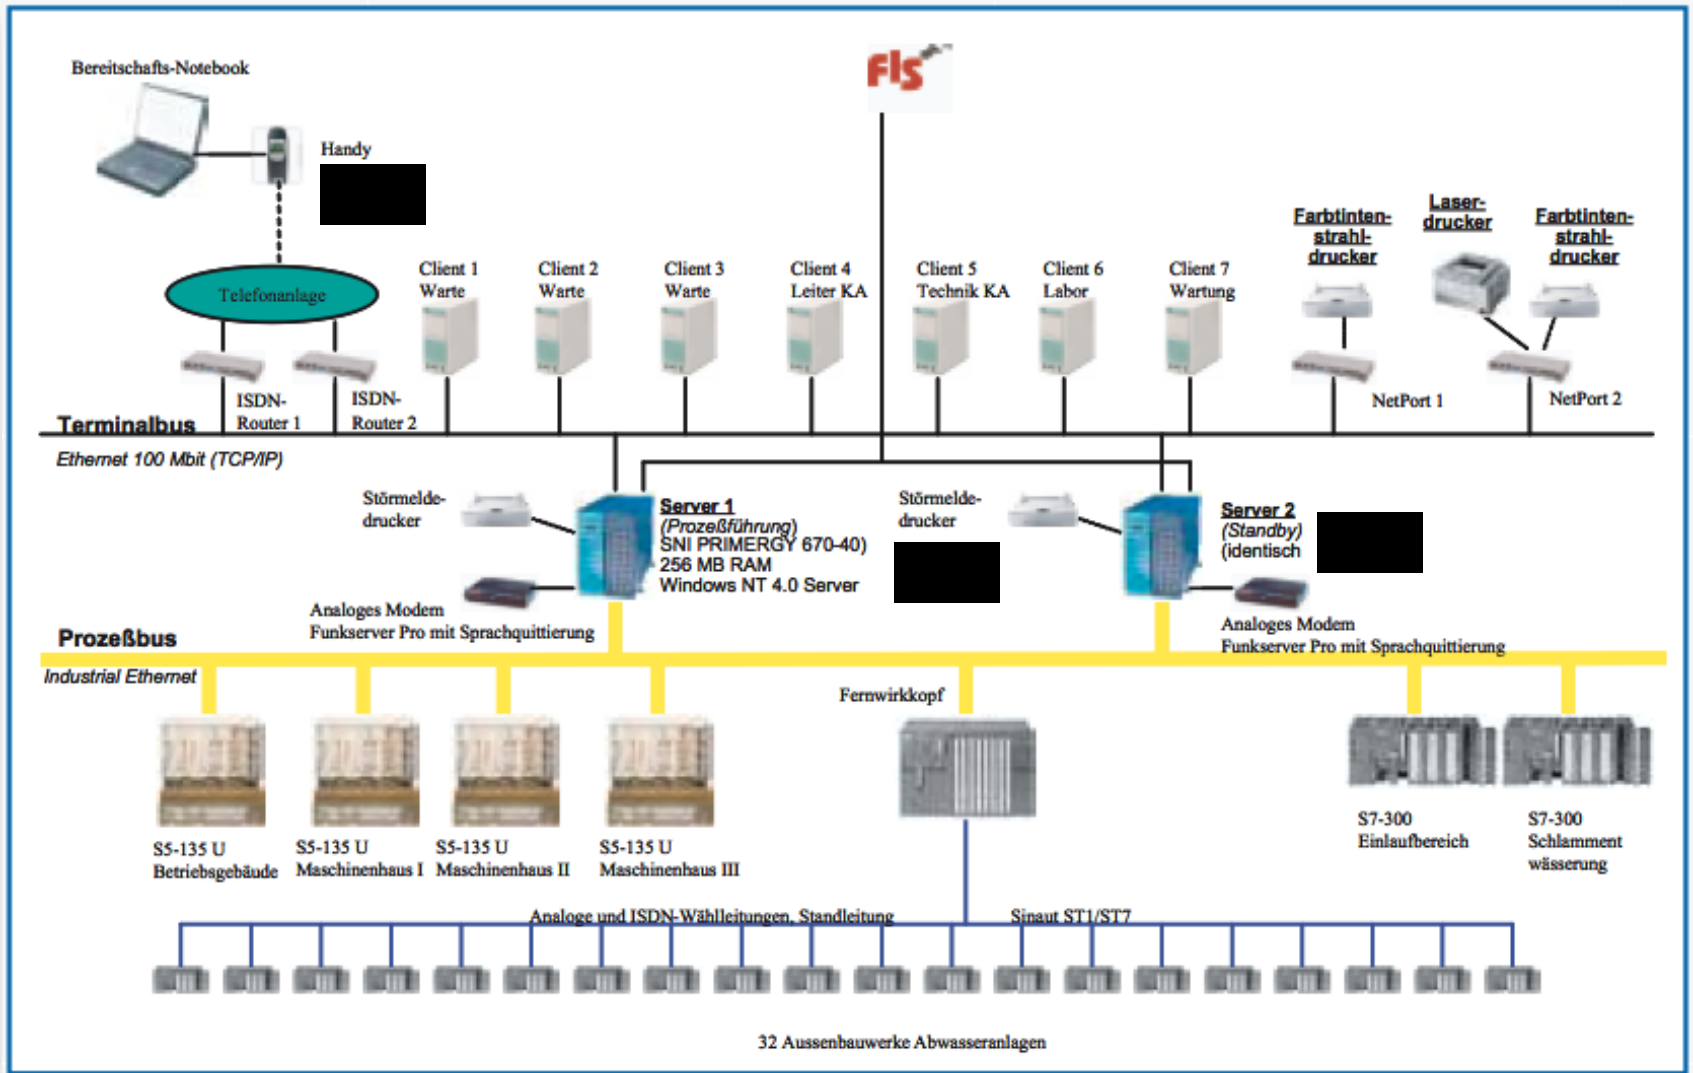 Bereitschafts-Notebook
fls
Handy
Laser-
drucker
Farbtinten-
strahl-
drucker
Farbtinten-
strahl-
drucker
Telefonanlage
Client 1
Warte
Client 2
Warte
Client 3
Warte
Client 4
Leiter KA
Client 5
Technik KA
Client 6
Labor
Client 7
Wartung
ISDN-
Router 1
ISDN-
Router 2
NetPort 1
NetPort 2
Terminalbus
Ethernet 100 Mbit (TCP/IP)
Störmelde-
drucker
Server 1
(Prozeßführung)
SNI PRIMERGY 670-40)
256 MB RAM
Windows NT 4.0 Server
Störmelde-
drucker
Server 2
(Standby)
(identisch
Analoges Modem
Funkserver Pro mit Sprachquittierung
Analoges Modem
Funkserver Pro mit Sprachquittierung
Prozeßbus
Industrial Ethernet
Fernwirkkopf
S5-135 U
Betriebsgebäude
S5-135 U
Maschinenhaus I
S5-135 U
Maschinenhaus II
S5-135 U
Maschinenhaus III
S7-300
Einlaufbereich
S7-300
Schlamment
wässerung
Analoge und ISDN-Wählleitungen, Standleitung
Sinaut ST1/ST7
32 Aussenbauwerke Abwasseranlagen